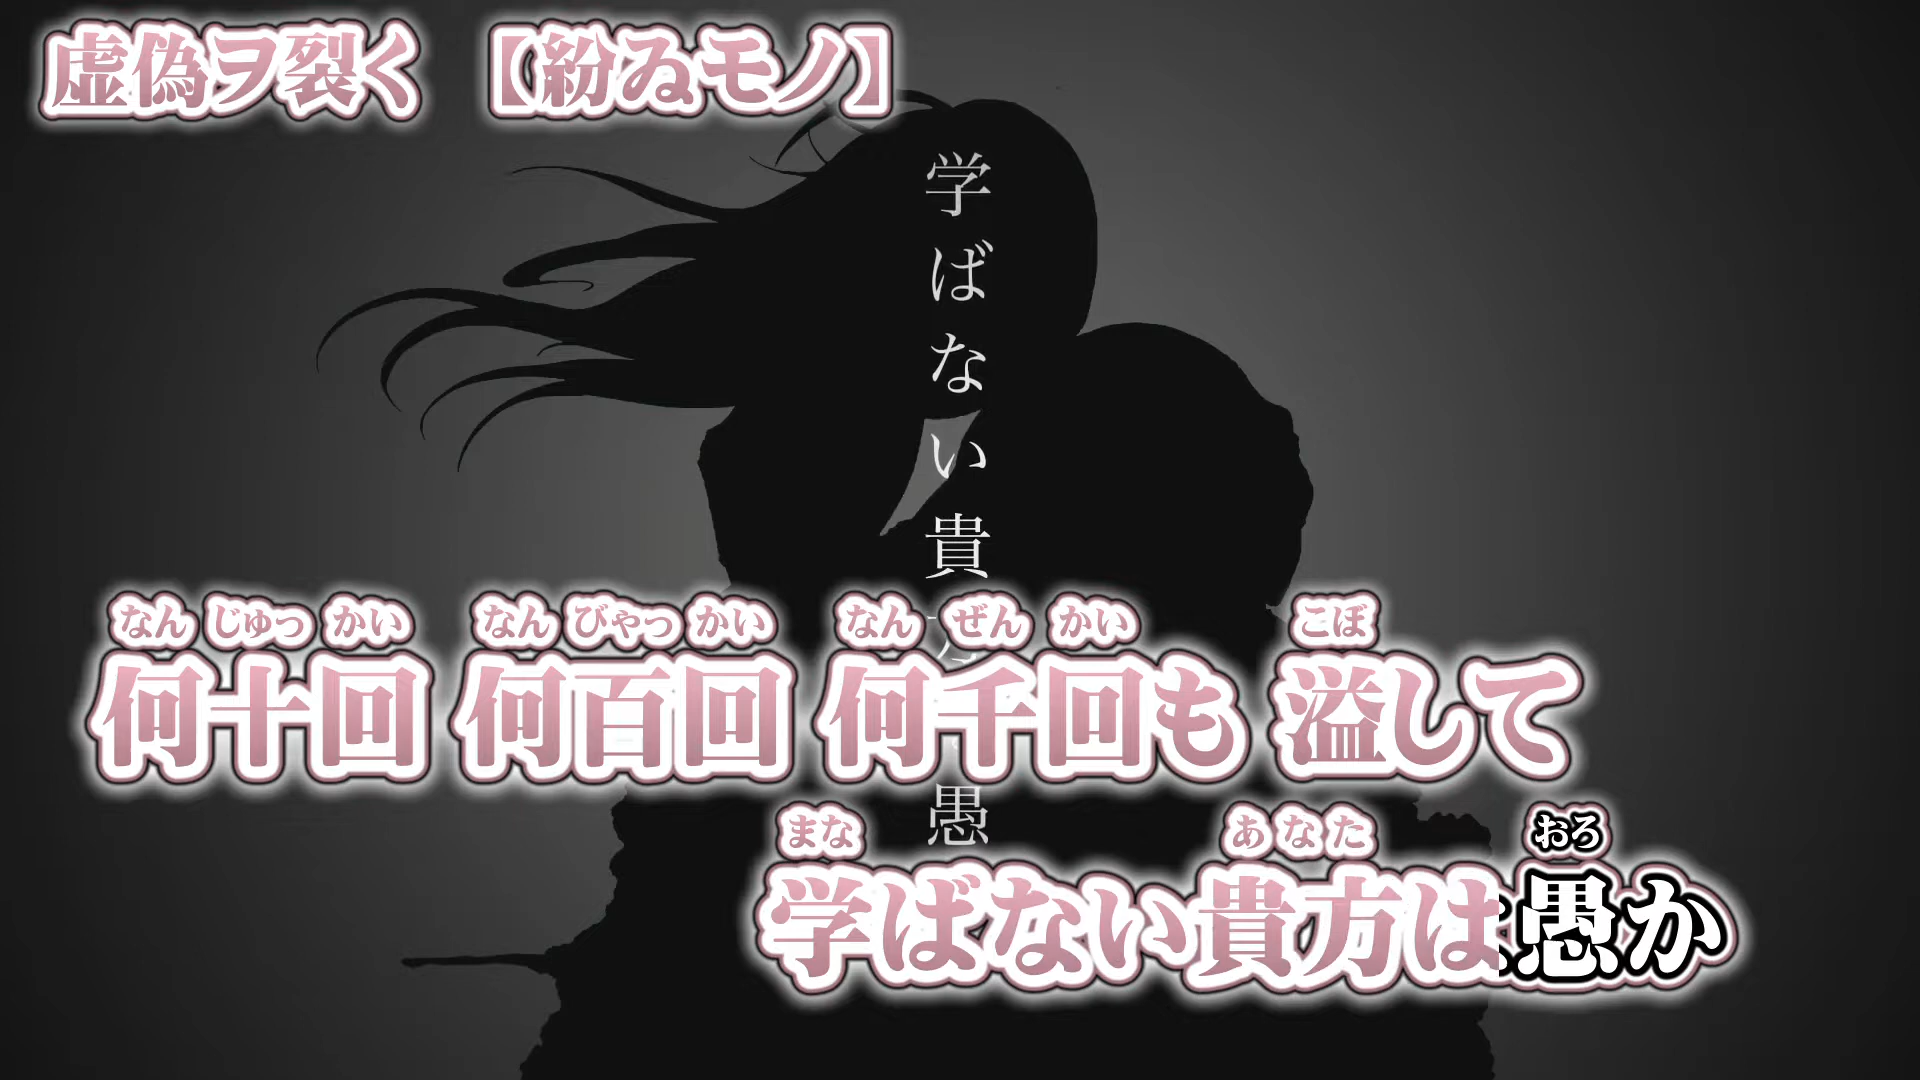 虚偽ヲ裂く 【紛ゐモノ】
学ばない貴方は愚
なん じゅっ かい なん びゃっ かい なん ぜん かい こぼ
何十回 何百回 何千回も 溢して
まな あなた おろ
学ばない貴方は愚か